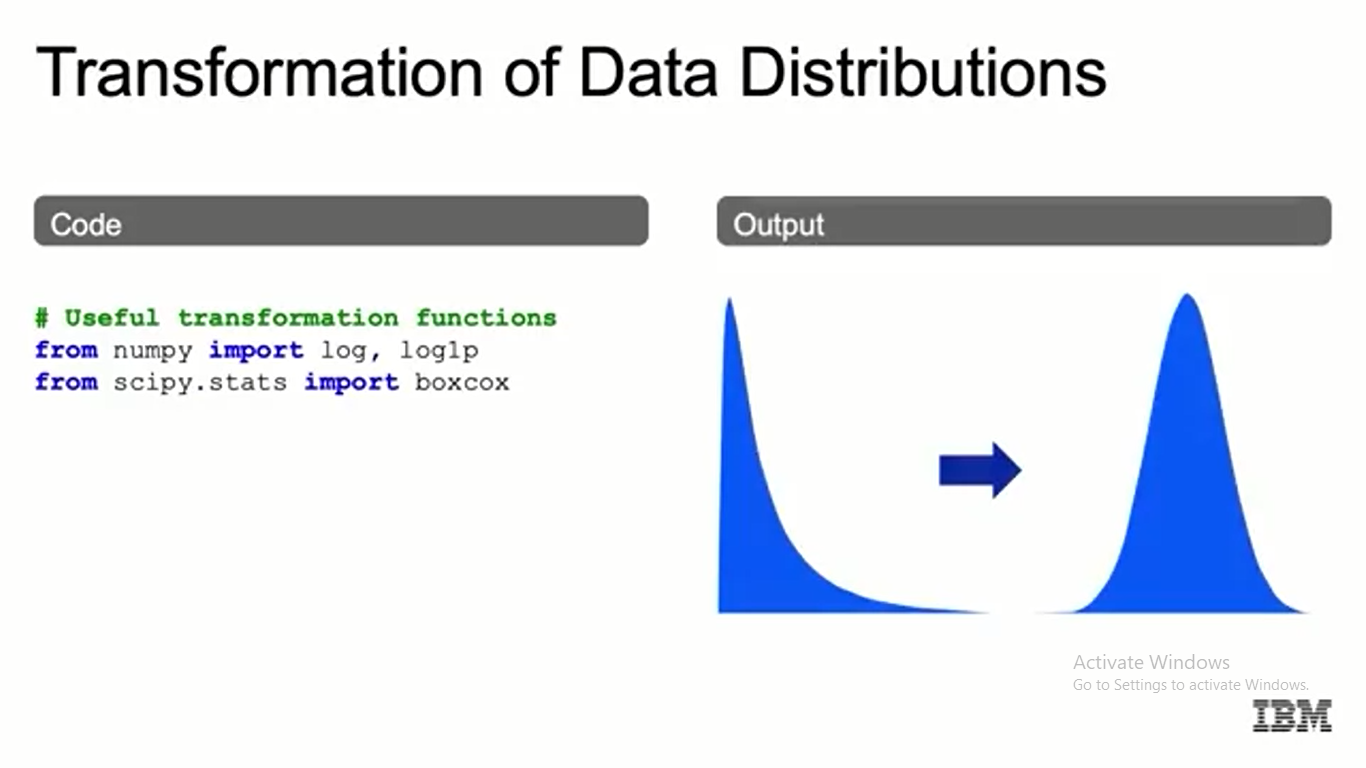 Transformation of Data Distributions
Code
# Useful transformation functions
from numpy import log, log1p
from scipy.stats import boxcox
Output
Activate Windows
Go to Settings to activate Windows.
IBM